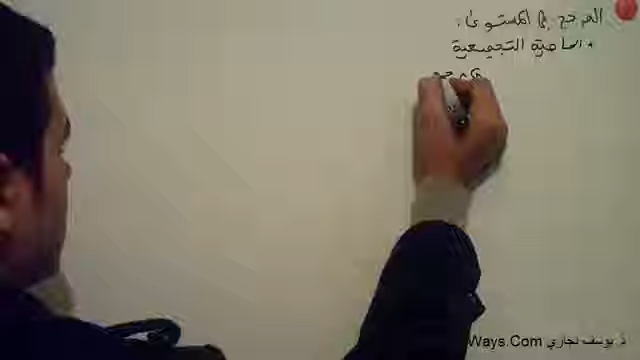 المرجح في المستوى.
• الخاصية التجميعية
Ways.Com ذ. يوسف نجاري